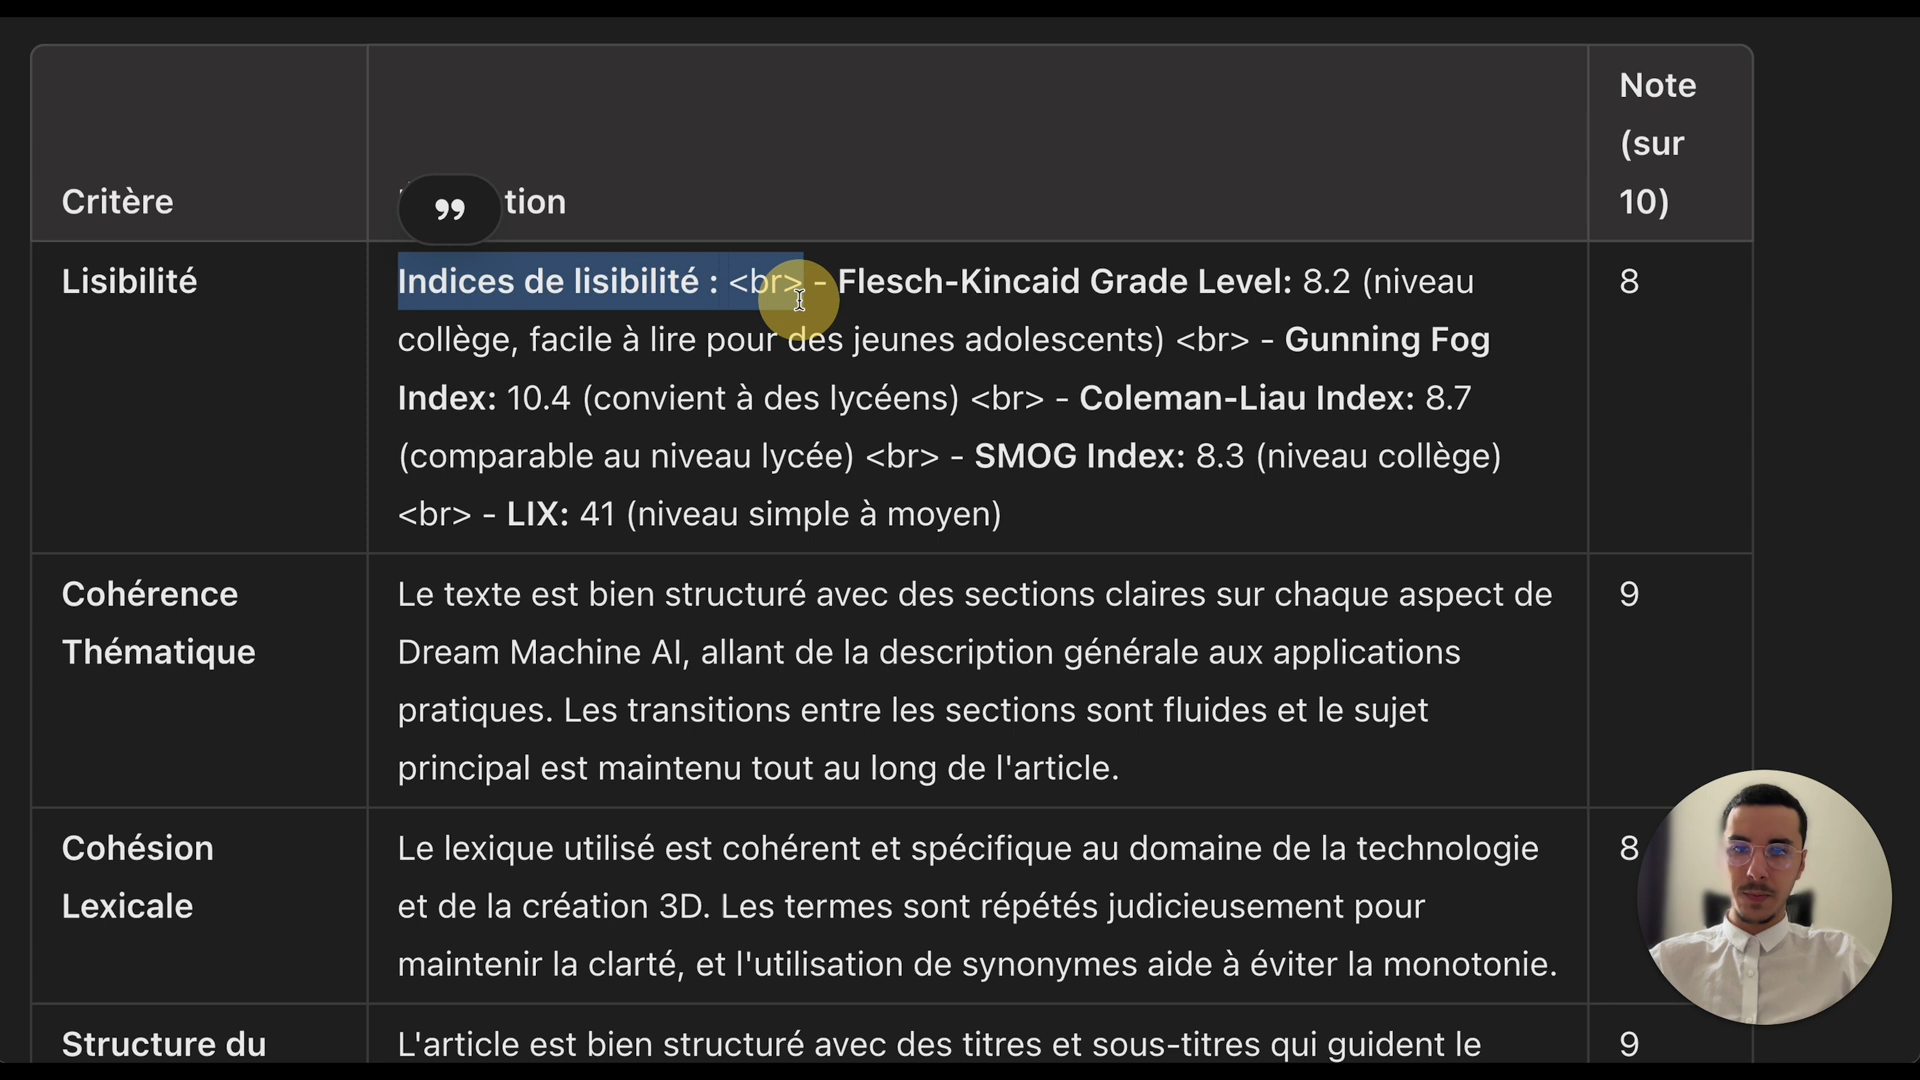 Note
(sur
Critère
tion
10)
Lisibilité
Indices de lisibilité : <br> - Flesch-Kincaid Grade Level: 8.2 (niveau
8
collège, facile à lire pour des jeunes adolescents) <br> - Gunning Fog
Index: 10.4 (convient à des lycéens) <br> - Coleman-Liau Index: 8.7
(comparable au niveau lycée) <br> - SMOG Index: 8.3 (niveau collège)
<br> - LIX: 41 (niveau simple à moyen)
Cohérence
Thématique
Le texte est bien structuré avec des sections claires sur chaque aspect de
9
Dream Machine AI, allant de la description générale aux applications
pratiques. Les transitions entre les sections sont fluides et le sujet
principal est maintenu tout au long de l'article.
Cohésion
Lexicale
Le lexique utilisé est cohérent et spécifique au domaine de la technologie
8
et de la création 3D. Les termes sont répétés judicieusement pour
maintenir la clarté, et l'utilisation de synonymes aide à éviter la monotonie.
Structure du
L'article est bien structuré avec des titres et sous-titres qui guident le
9